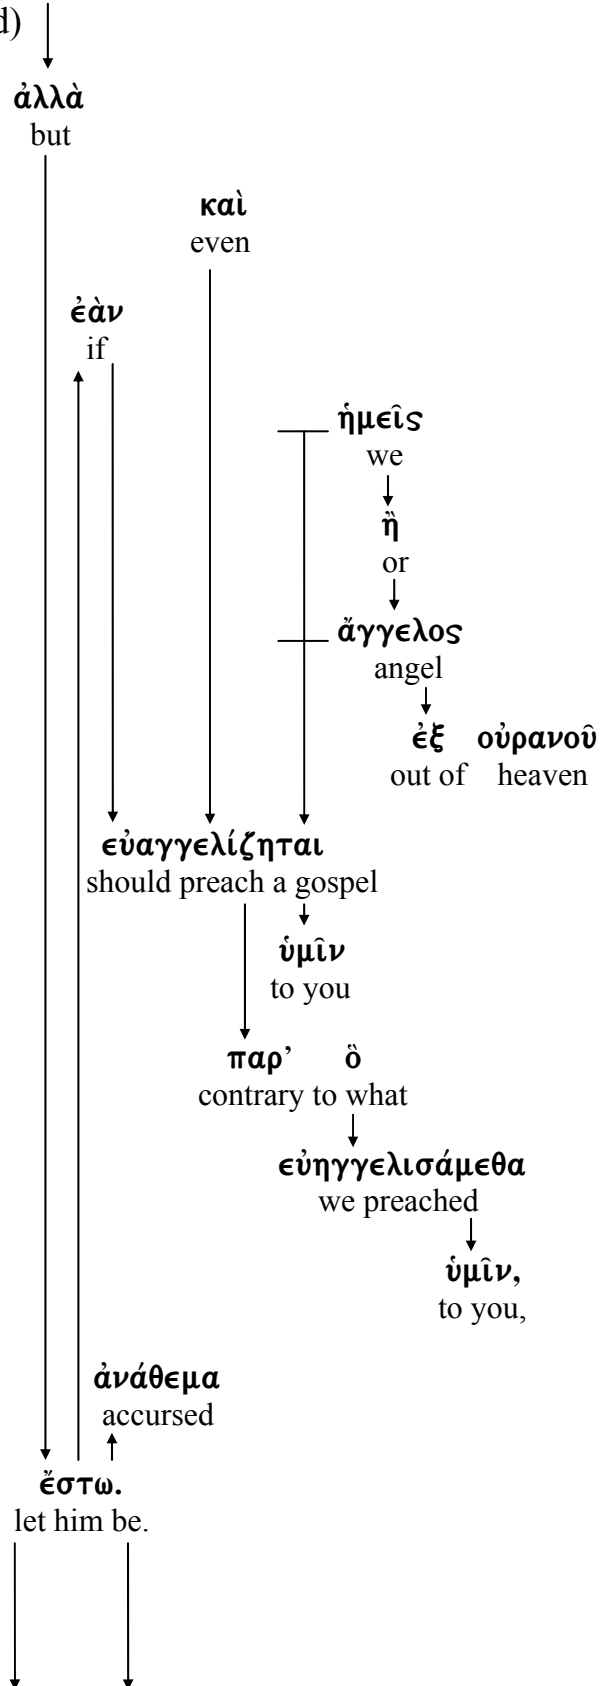 d)
ἀλλὰ
but
καὶ
even
ἐὰν
if
ἡμεῖς
we
ἢ
or
ἄγγελος
angel
ἐξ οὐρανοῦ
out of heaven
εὐαγγελίζηται
should preach a gospel
ὑμῖν
to you
παρ’ ὃ
contrary to what
εὐηγγελισάμεθα
we preached
ὑμῖν,
to you,
ἀνάθεμα
accursed
ἔστω.
let him be.